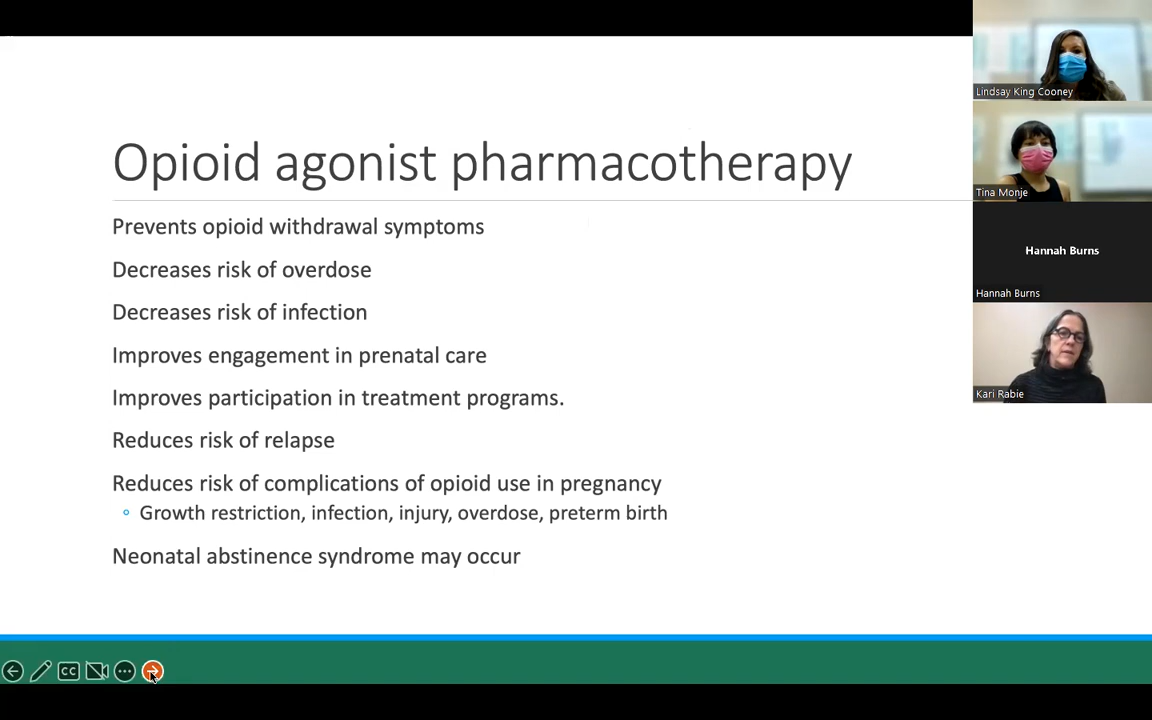 Opioid agonist pharmacotherapy
Prevents opioid withdrawal symptoms
Decreases risk of overdose
Decreases risk of infection
Improves engagement in prenatal care
Improves participation in treatment programs.
Reduces risk of relapse
Reduces risk of complications of opioid use in pregnancy
Growth restriction, infection, injury, overdose, preterm birth
Neonatal abstinence syndrome may occur
CC
Lindsay King Cooney
Tina Monje
Hannah Burns
Hannah Burns
Kari Rabie